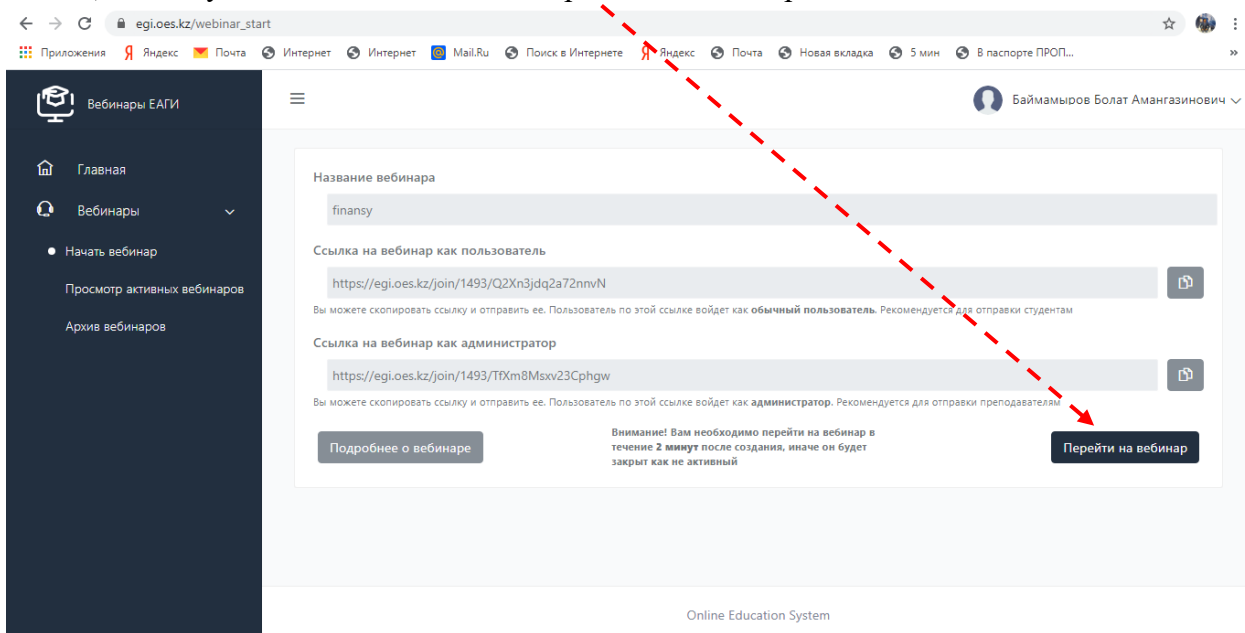 egi.oes.kz/webinar_start
Приложения Яндекс Почта Интернет Интернет Mail.Ru Поиск в Интернете Яндекс Почта Новая вкладка 5 мин В паспорте ПРОП... »
Вебинары ЕАГИ
Баймамыров Болат Амангазинович
Главная
Вебинары
Начать вебинар
Просмотр активных вебинаров
Архив вебинаров
Название вебинара
finansy
Ссылка на вебинар как пользователь
https://egi.oes.kz/join/1493/Q2Xn3jdq2a72nnvN
Вы можете скопировать ссылку и отправить ее. Пользователь по этой ссылке войдет как обычный пользователь. Рекомендуется для отправки студентам
Ссылка на вебинар как администратор
https://egi.oes.kz/join/1493/TfXm8Msxv23Cphgw
Вы можете скопировать ссылку и отправить ее. Пользователь по этой ссылке войдет как администратор. Рекомендуется для отправки преподавателям
Подробнее о вебинаре
Внимание! Вам необходимо перейти на вебинар в
течение 2 минут после создания, иначе он будет
закрыт как не активный
Перейти на вебинар
Online Education System